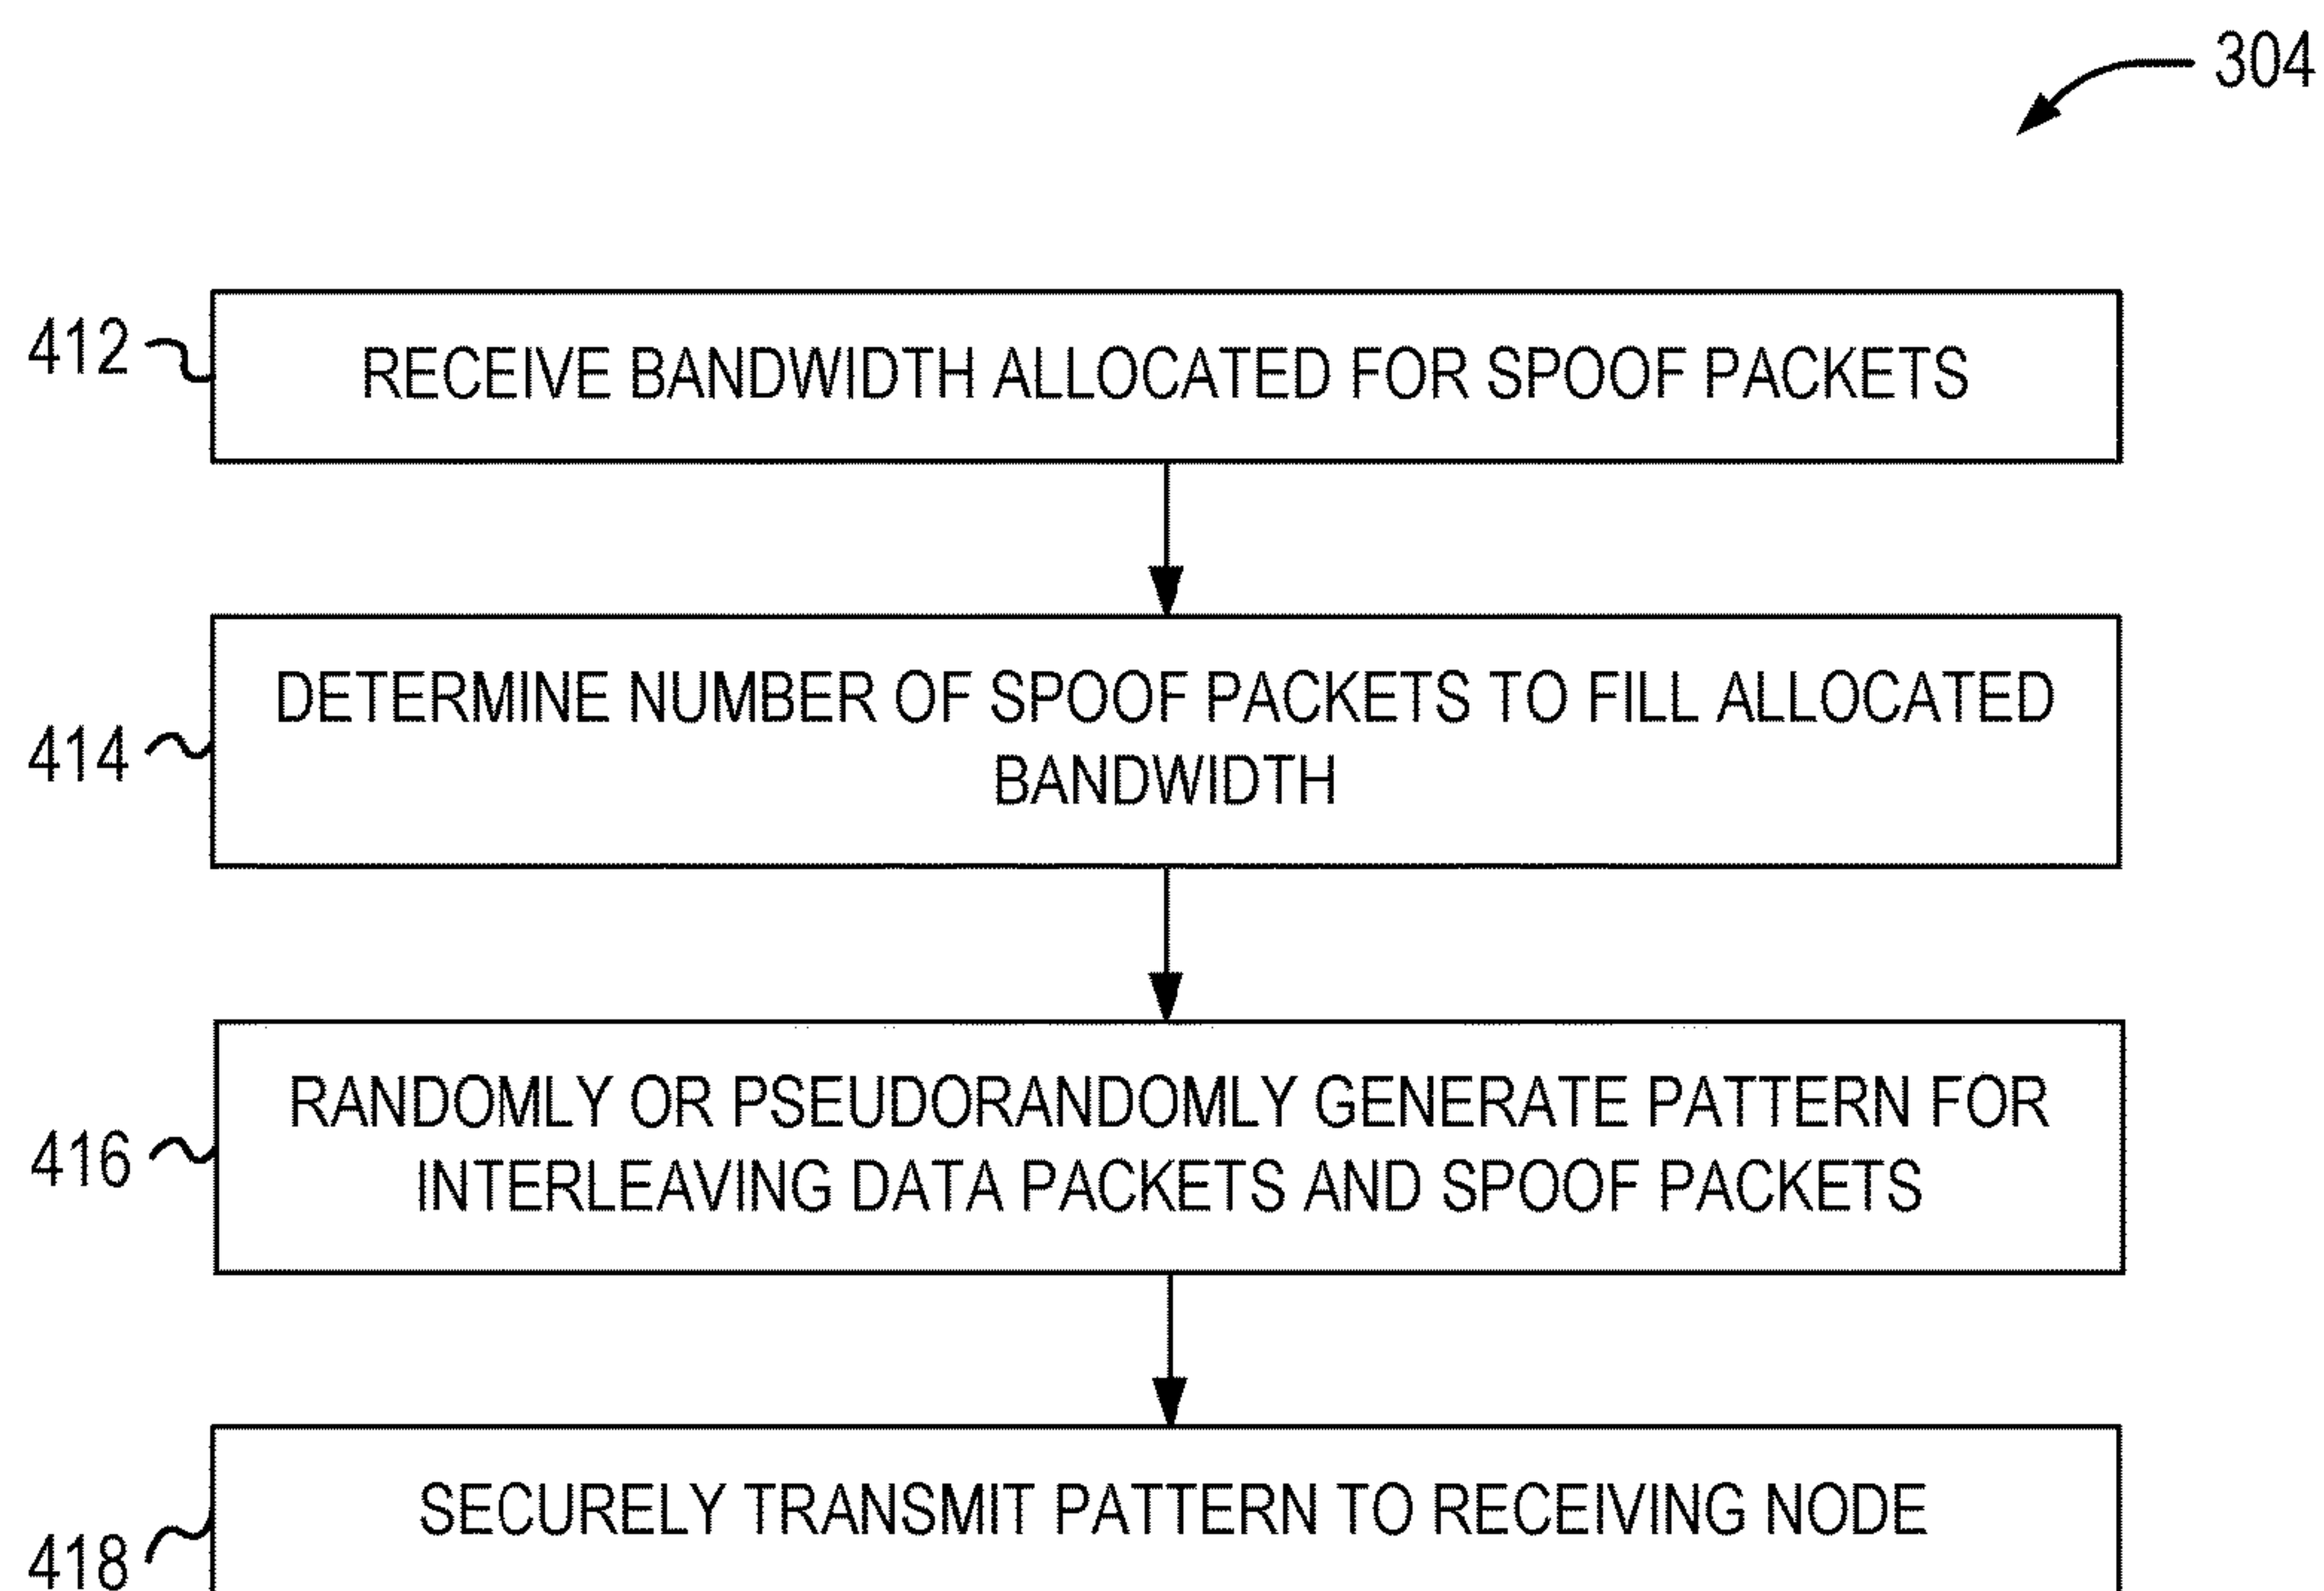 304
412
RECEIVE BANDWIDTH ALLOCATED FOR SPOOF PACKETS
414
DETERMINE NUMBER OF SPOOF PACKETS TO FILL ALLOCATED
BANDWIDTH
416
RANDOMLY OR PSEUDORANDOMLY GENERATE PATTERN FOR
INTERLEAVING DATA PACKETS AND SPOOF PACKETS
418
SECURELY TRANSMIT PATTERN TO RECEIVING NODE